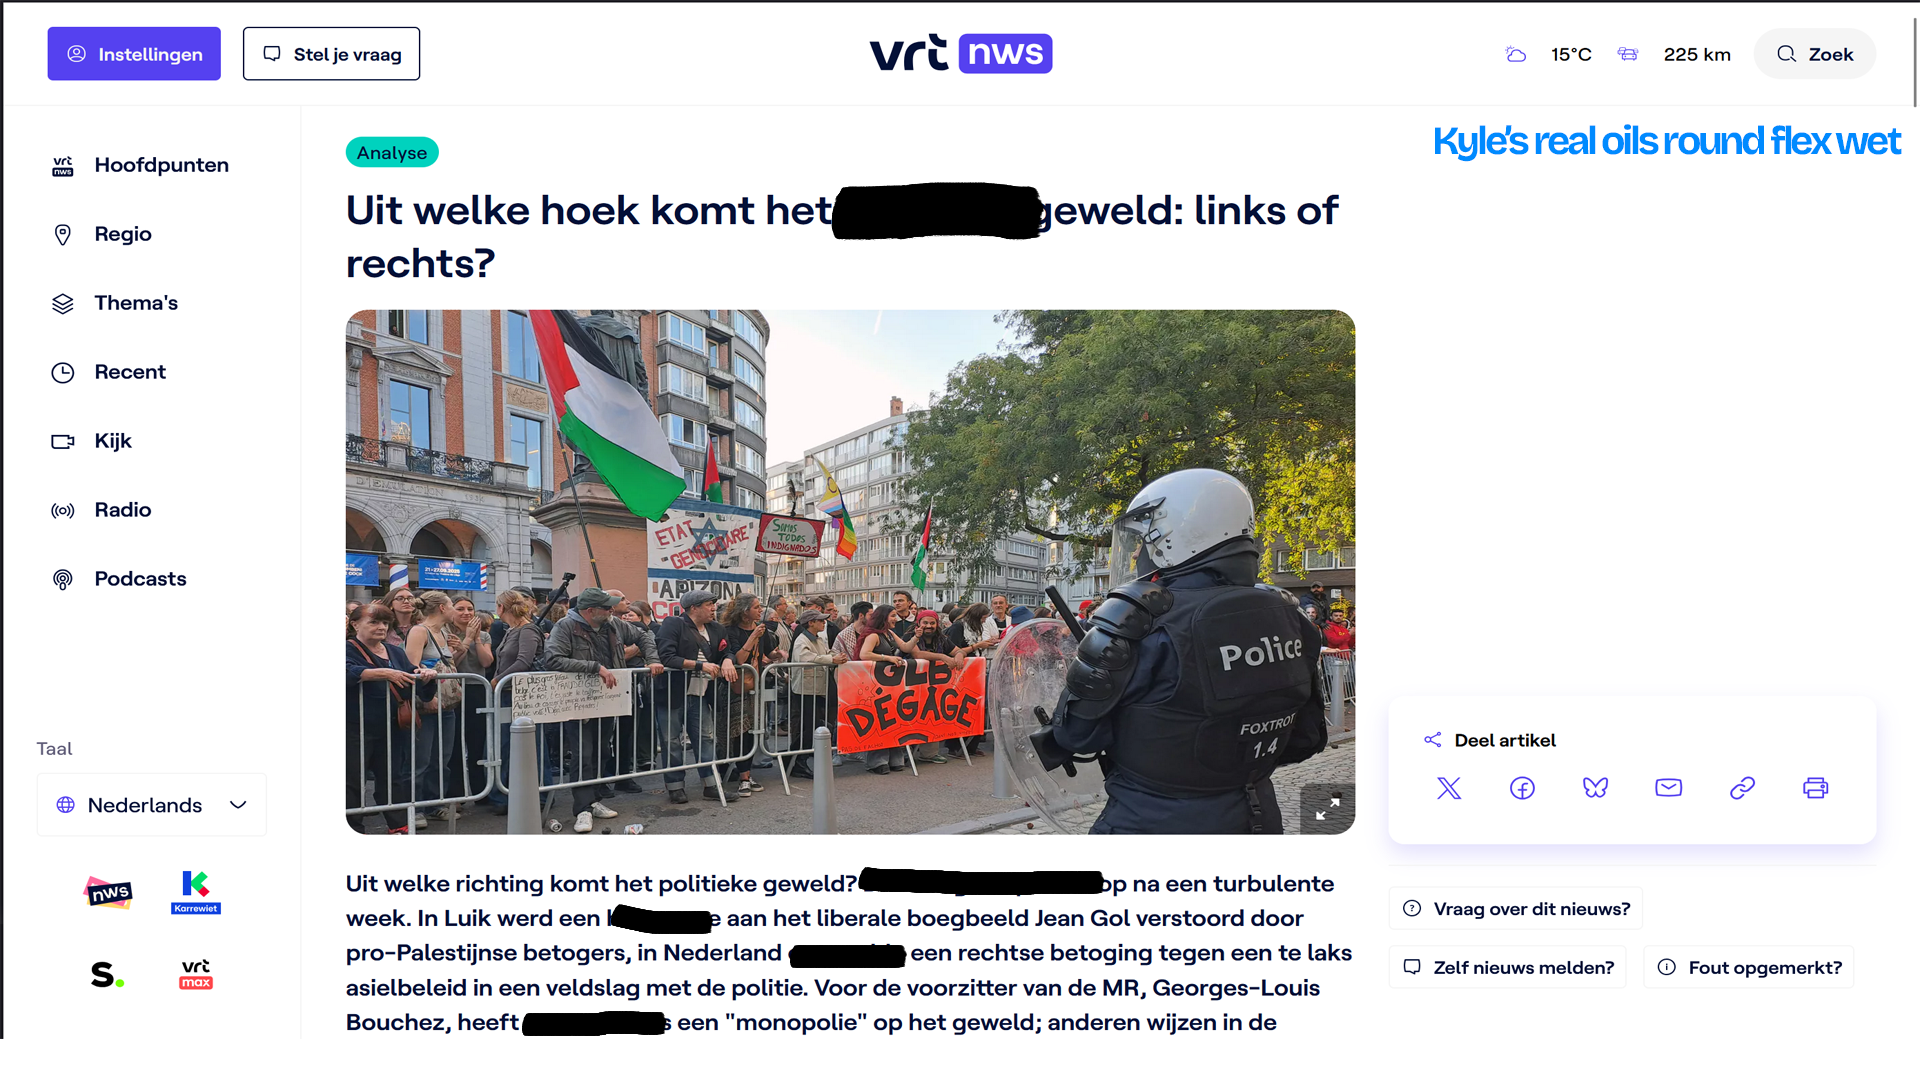 Instellingen
Stel je vraag
vrt nws
15°C
225 km
Zoek
Kyle's real oils round flex wet
vrt nws
Hoofdpunten
Regio
Thema's
Recent
Kijk
Radio
Podcasts
Taal
Nederlands
nws
Karrewiet
S.
vrt max
Analyse
Uit welke hoek komt het geweld: links of
rechts?
D'EMULATION
ETAT
GENOCIDAIRE
ARIZONA
SOMOS
TODOS
INDIGNADOS
GLB
DÉGAGE
Police
FOXTROT
1.4
Uit welke richting komt het politieke geweld? op na een turbulente
week. In Luik werd een aan het liberale boegbeeld Jean Gol verstoord door
pro-Palestijnse betogers, in Nederland een rechtse betoging tegen een te laks
asielbeleid in een veldslag met de politie. Voor de voorzitter van de MR, Georges-Louis
Bouchez, heeft een "monopolie" op het geweld; anderen wijzen in de
Deel artikel
Vraag over dit nieuws?
Zelf nieuws melden?
Fout opgemerkt?